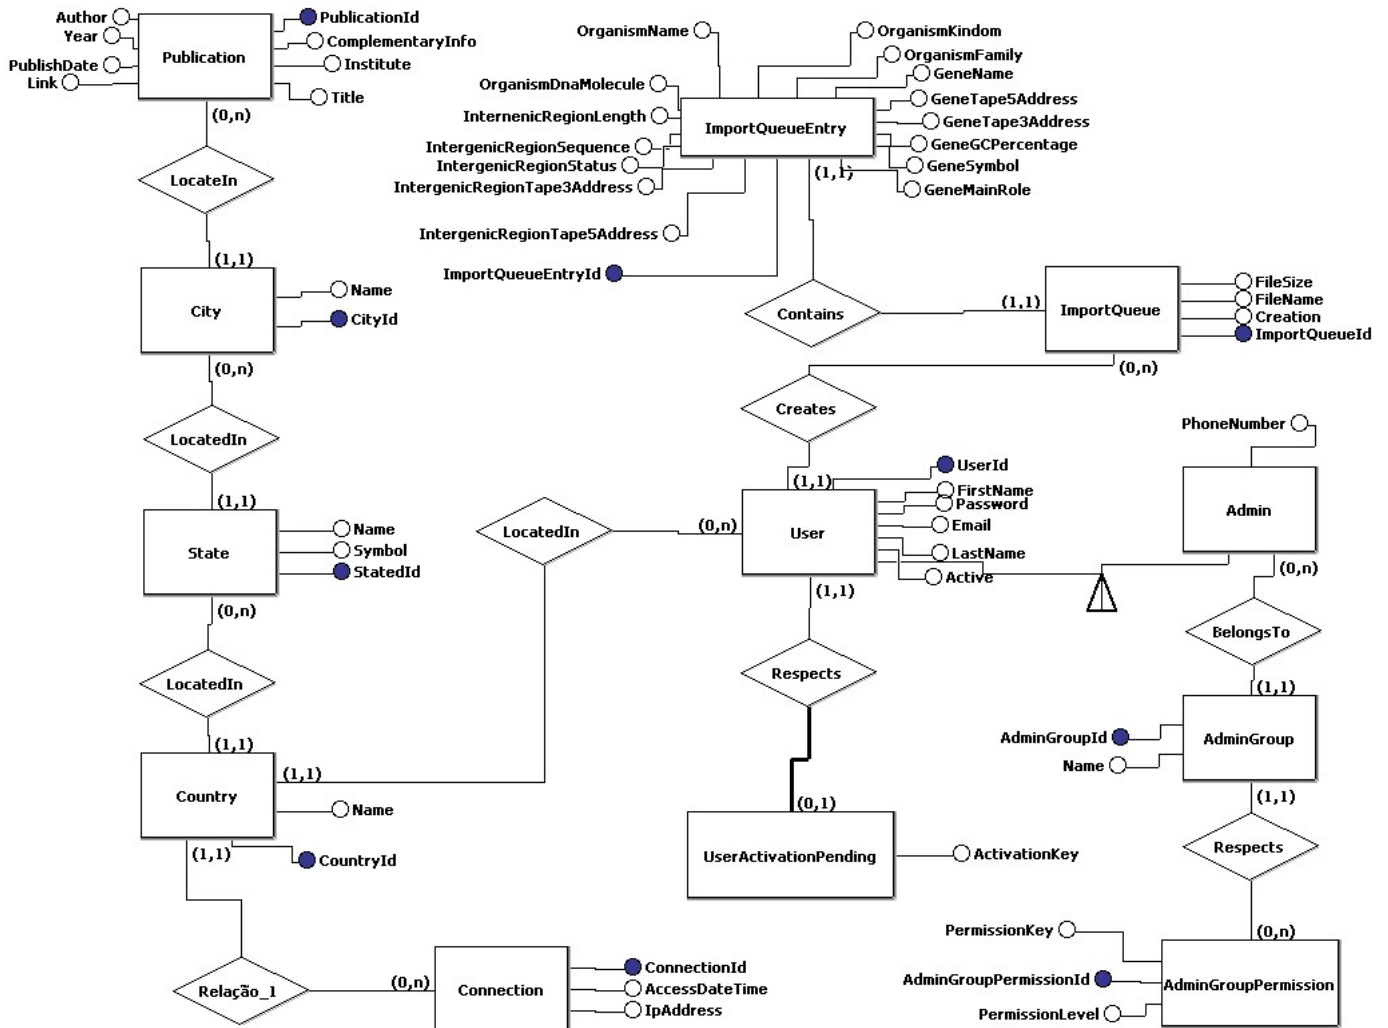 Author
PublicationId
Year
Publication
ComplementaryInfo
PublishDate
Institute
Link
Title
(0,n)
LocateIn
(1,1)
City
Name
CityId
(0,n)
LocatedIn
(1,1)
State
Name
Symbol
StatedId
(0,n)
LocatedIn
(1,1)
Country
(1,1)
Name
(1,1)
CountryId
Relação_1
(0,n)
Connection
ConnectionId
AccessDateTime
IpAddress
OrganismName
OrganismKindom
OrganismFamily
GeneName
OrganismDnaMolecule
GeneTape5Address
InternenicRegionLength
ImportQueueEntry
GeneTape3Address
IntergenicRegionSequence
GeneGCPercentage
IntergenicRegionStatus
GeneSymbol
(1,1)
IntergenicRegionTape3Address
GeneMainRole
IntergenicRegionTape5Address
ImportQueueEntryId
Contains
(1,1)
ImportQueue
FileSize
FileName
Creation
ImportQueueId
(0,n)
Creates
(1,1)
UserId
FirstName
Password
LocatedIn
(0,n)
User
Email
LastName
Active
(1,1)
Respects
(0,1)
UserActivationPending
ActivationKey
PhoneNumber
Admin
(0,n)
BelongsTo
(1,1)
AdminGroupId
AdminGroup
Name
(1,1)
Respects
(0,n)
PermissionKey
AdminGroupPermissionId
AdminGroupPermission
PermissionLevel